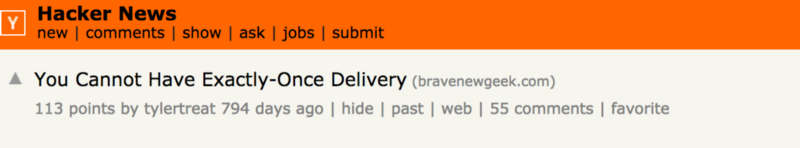 Y
Hacker News
new | comments | show | ask | jobs | submit
You Cannot Have Exactly-Once Delivery (bravenewgeek.com)
113 points by tylertreat 794 days ago | hide | past | web | 55 comments | favorite